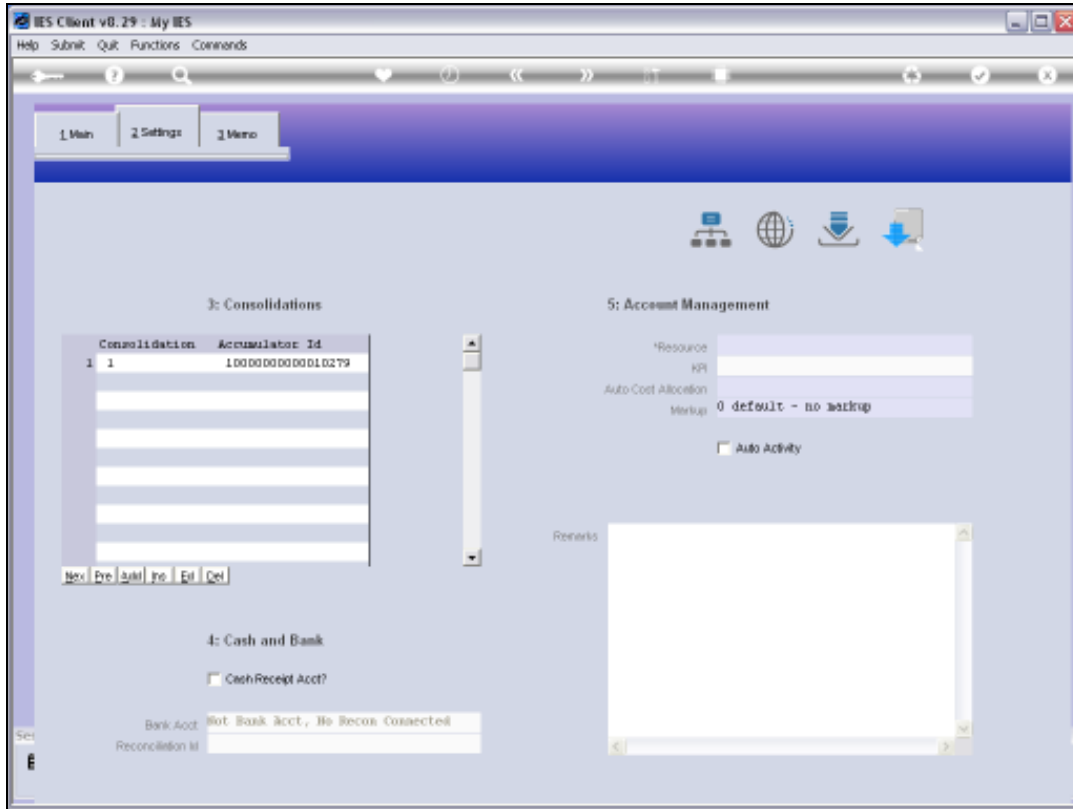 IES Client v8.29 : My IES
Help Submit Quit Functions Commands
1 Main 2 Settings 3 Memo
3: Consolidations
Consolidation Accumulator Id
1 1 10000000000010279
Nex Pre Add Ins Ed Del
4: Cash and Bank
Cash Receipt Acct?
Bank Acct Not Bank Acct, No Recon Connected
Reconciliation Id
5: Account Management
*Resource
KPI
Auto Cost Allocation
Markup 0 default - no markup
Auto Activity
Remarks